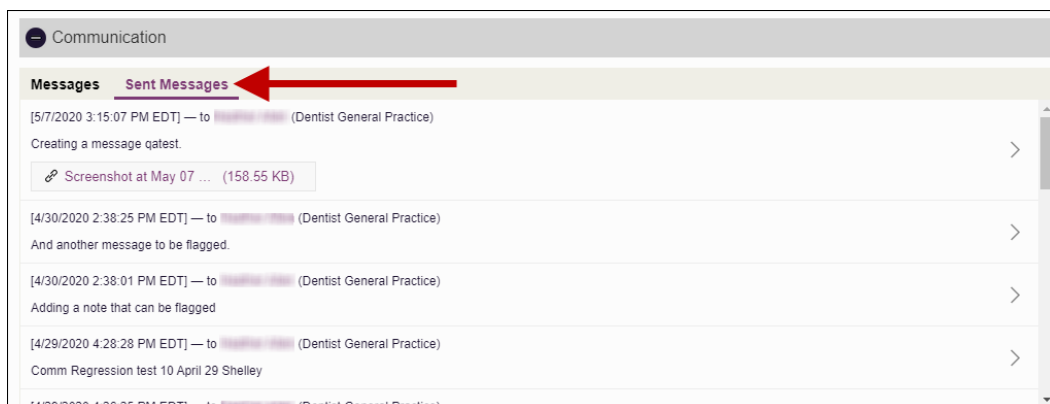 Communication
Messages Sent Messages
[5/7/2020 3:15:07 PM EDT] — to (Dentist General Practice)
Creating a message qatest.
Screenshot at May 07 ... (158.55 KB)
[4/30/2020 2:38:25 PM EDT] — to (Dentist General Practice)
And another message to be flagged.
[4/30/2020 2:38:01 PM EDT] — to (Dentist General Practice)
Adding a note that can be flagged
[4/29/2020 4:28:28 PM EDT] — to (Dentist General Practice)
Comm Regression test 10 April 29 Shelley